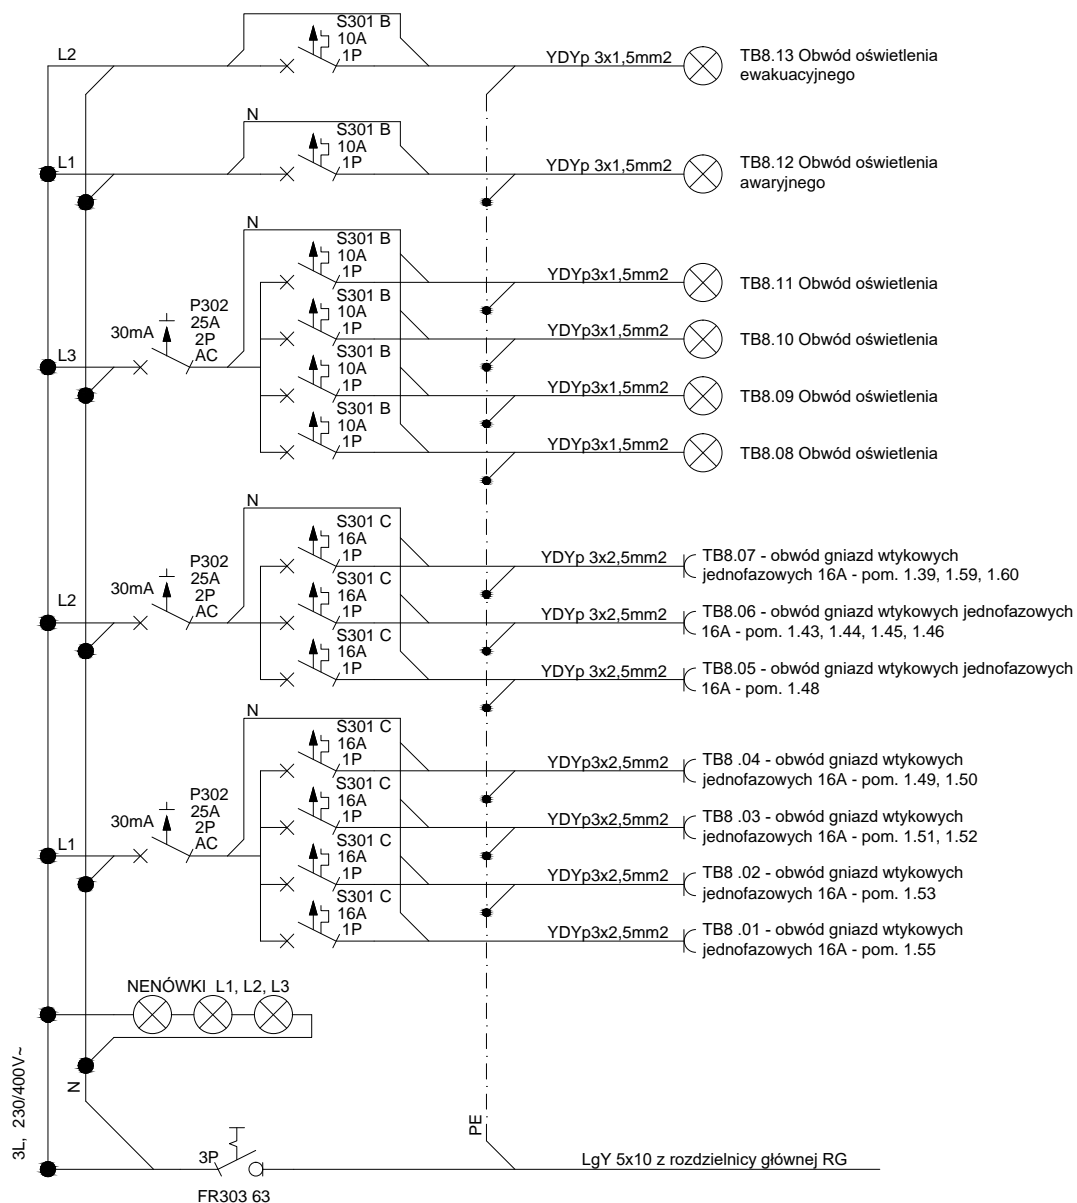 L2
S301 B
10A
1P
YDYp 3x1,5mm2
TB8.13 Obwód oświetlenia
ewakuacyjnego
N
L1
S301 B
10A
1P
YDYp 3x1,5mm2
TB8.12 Obwód oświetlenia
awaryjnego
N
S301 B
10A
1P
YDYp3x1,5mm2
TB8.11 Obwód oświetlenia
S301 B
10A
1P
YDYp3x1,5mm2
TB8.10 Obwód oświetlenia
30mA
P302
25A
2P
AC
L3
S301 B
10A
1P
YDYp3x1,5mm2
TB8.09 Obwód oświetlenia
S301 B
10A
1P
YDYp3x1,5mm2
TB8.08 Obwód oświetlenia
N
S301 C
16A
1P
YDYp 3x2,5mm2
TB8.07 - obwód gniazd wtykowych
jednofazowych 16A - pom. 1.39, 1.59, 1.60
30mA
P302
25A
2P
AC
L2
S301 C
16A
1P
YDYp 3x2,5mm2
TB8.06 - obwód gniazd wtykowych jednofazowych
16A - pom. 1.43, 1.44, 1.45, 1.46
S301 C
16A
1P
YDYp 3x2,5mm2
TB8.05 - obwód gniazd wtykowych jednofazowych
16A - pom. 1.48
N
S301 C
16A
1P
YDYp3x2,5mm2
TB8 .04 - obwód gniazd wtykowych
jednofazowych 16A - pom. 1.49, 1.50
30mA
P302
25A
2P
AC
L1
S301 C
16A
1P
YDYp3x2,5mm2
TB8 .03 - obwód gniazd wtykowych
jednofazowych 16A - pom. 1.51, 1.52
S301 C
16A
1P
YDYp3x2,5mm2
TB8 .02 - obwód gniazd wtykowych
jednofazowych 16A - pom. 1.53
S301 C
16A
1P
YDYp3x2,5mm2
TB8 .01 - obwód gniazd wtykowych
jednofazowych 16A - pom. 1.55
NENÓWKI L1, L2, L3
3L, 230/400V~
N
PE
3P
FR303 63
LgY 5x10 z rozdzielnicy głównej RG